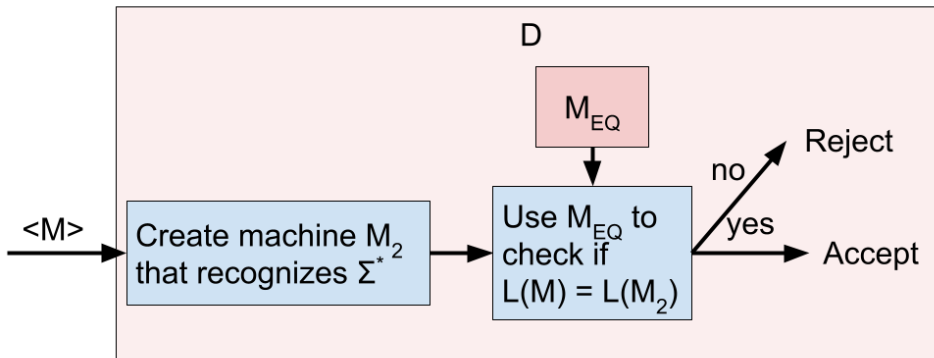 D
M_EQ
Reject
no
<M>
Create machine M_2
that recognizes Σ^*
Use M_EQ to
check if
L(M) = L(M_2)
yes
Accept